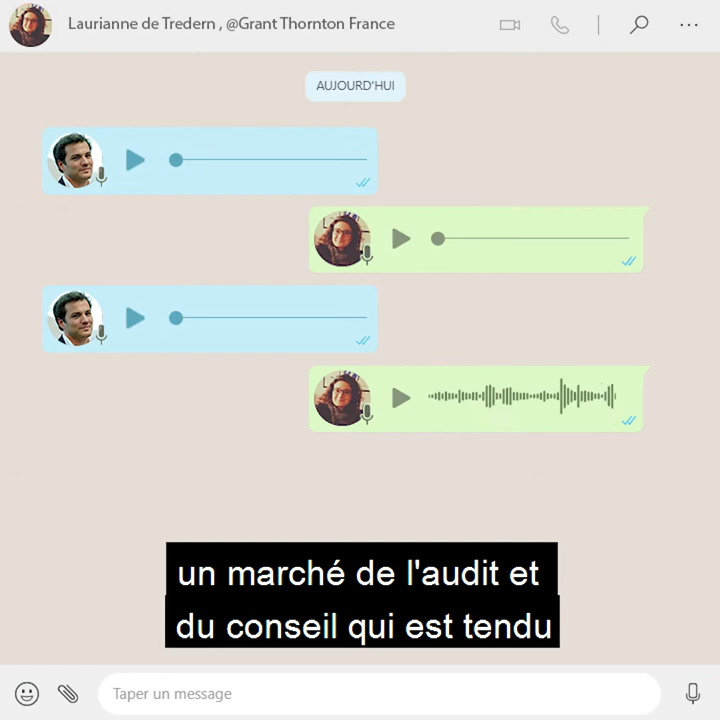 Laurianne de Tredern , @Grant Thornton France
AUJOURD'HUI
un marché de l'audit et
du conseil qui est tendu
Taper un message